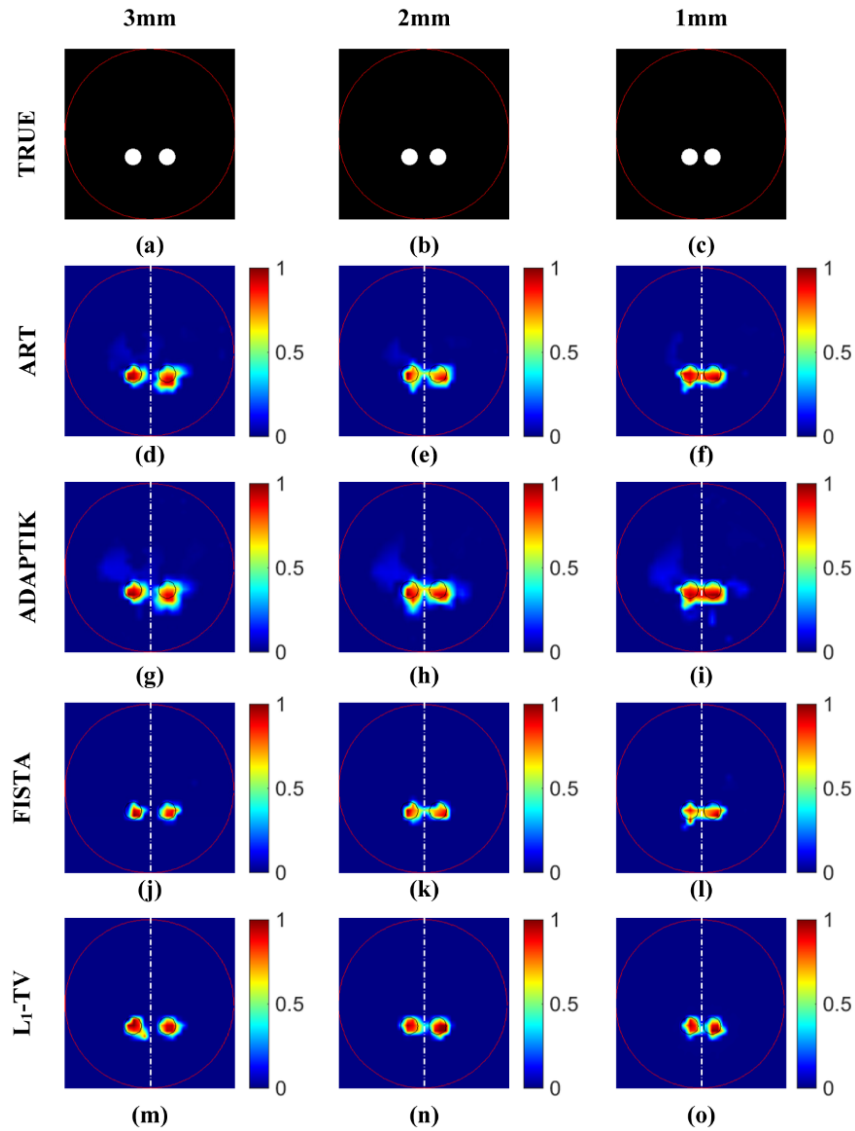 3mm 2mm 1mm
TRUE
(a) (b) (c)
ART
1 0.5 0 1 0.5 0 1 0.5 0
(d) (e) (f)
ADAPTIK
1 0.5 0 1 0.5 0 1 0.5 0
(g) (h) (i)
FISTA
1 0.5 0 1 0.5 0 1 0.5 0
(j) (k) (l)
L₁-TV
1 0.5 0 1 0.5 0 1 0.5 0
(m) (n) (o)